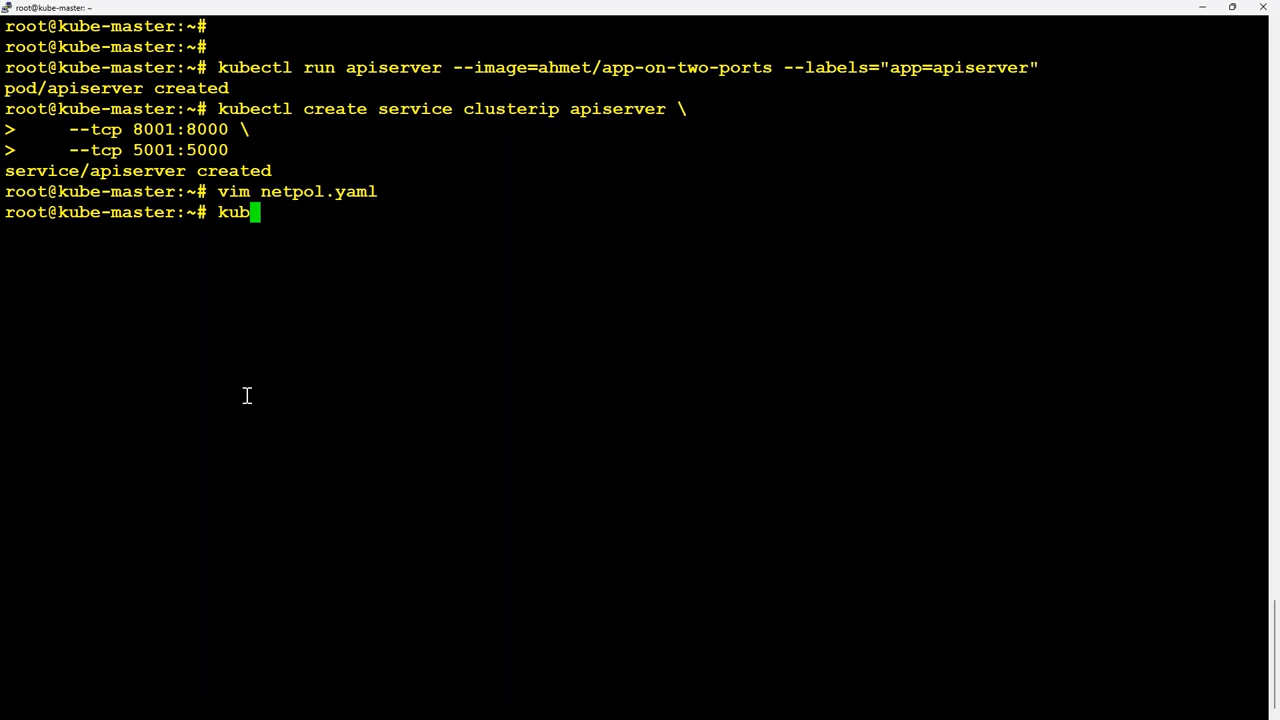 root@kube-master: ~
root@kube-master:~#
root@kube-master:~#
root@kube-master:~# kubectl run apiserver --image=ahmet/app-on-two-ports --labels="app=apiserver"
pod/apiserver created
root@kube-master:~# kubectl create service clusterip apiserver \
>     --tcp 8001:8000 \
>     --tcp 5001:5000
service/apiserver created
root@kube-master:~# vim netpol.yaml
root@kube-master:~# kub